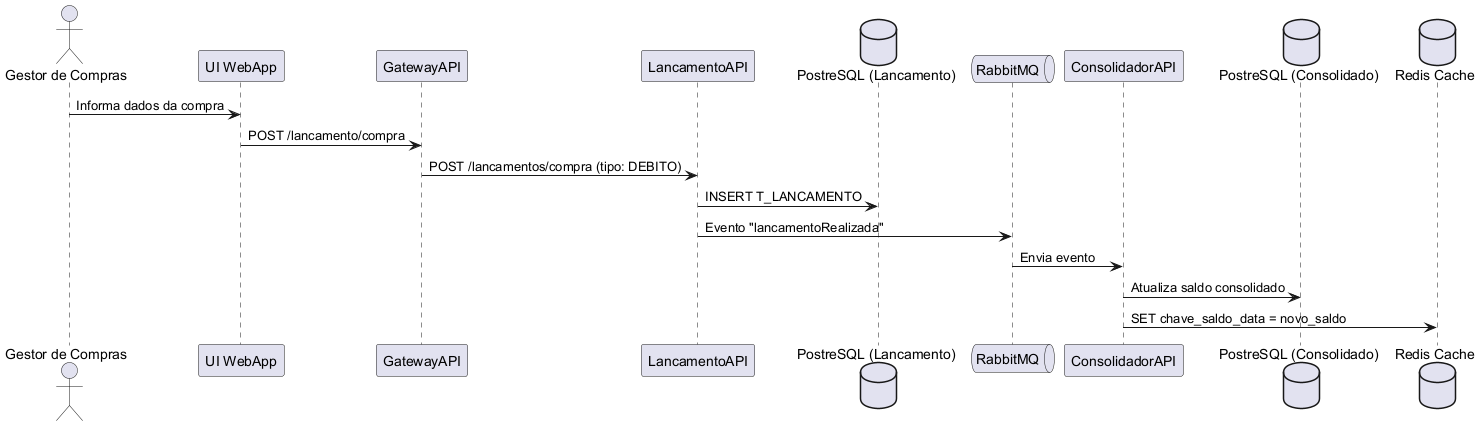 Gestor de Compras
UI WebApp
GatewayAPI
LancamentoAPI
PostreSQL (Lancamento)
RabbitMQ
ConsolidadorAPI
PostreSQL (Consolidado)
Redis Cache
Informa dados da compra
POST /lancamento/compra
POST /lancamentos/compra (tipo: DEBITO)
INSERT T_LANCAMENTO
Evento "lancamentoRealizada"
Envia evento
Atualiza saldo consolidado
SET chave_saldo_data = novo_saldo
Gestor de Compras
UI WebApp
GatewayAPI
LancamentoAPI
PostreSQL (Lancamento)
RabbitMQ
ConsolidadorAPI
PostreSQL (Consolidado)
Redis Cache